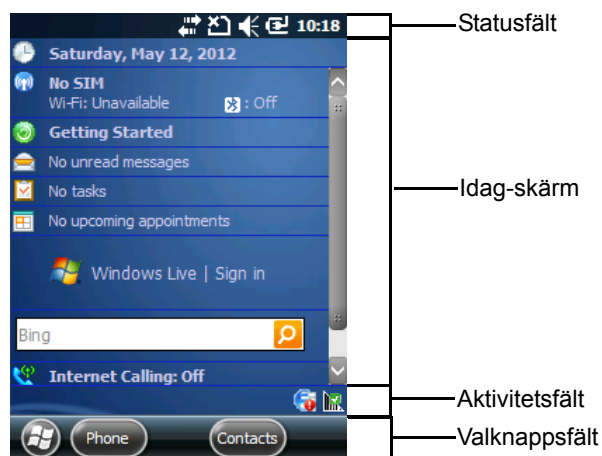 10:18
Statusfält
Saturday, May 12, 2012
No SIM
Wi-Fi: Unavailable : Off
Getting Started
No unread messages
No tasks
Idag-skärm
No upcoming appointments
Windows Live | Sign in
Bing
Internet Calling: Off
Aktivitetsfält
Phone Contacts
Valknappsfält